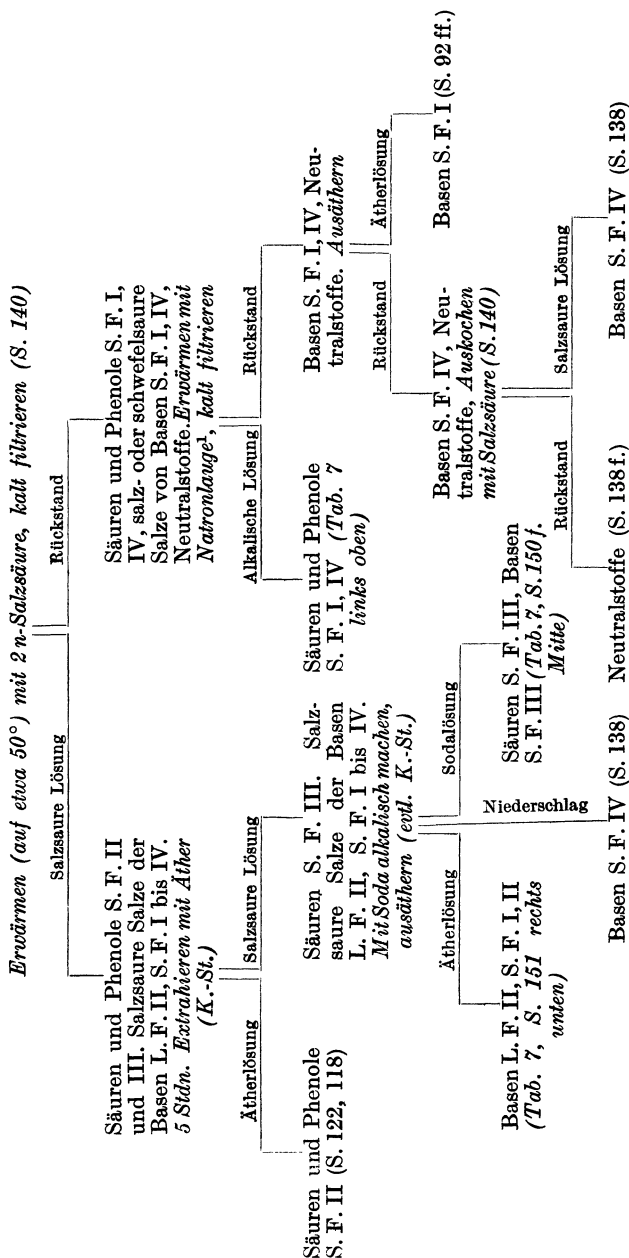 Erwärmen (auf etwa 50°) mit 2 n-Salzsäure, kalt filtrieren (S. 140)
Salzsaure Lösung
Rückstand
Säuren und Phenole S. F. II
und III. Salzsaure Salze der
Basen L. F. II, S. F. I bis IV.
5 Stdn. Extrahieren mit Äther
(K.-St.)
Säuren und Phenole S. F. I,
IV, salz- oder schwefelsaure
Salze von Basen S. F. I, IV,
Neutralstoffe. Erwärmen mit
Natronlauge¹, kalt filtrieren
Ätherlösung
Salzsaure Lösung
Alkalische Lösung
Rückstand
Säuren und Phenole
S. F. II (S. 122, 118)
Säuren S. F. III. Salz-
saure Salze der Basen
L. F. II, S. F. I bis IV.
Mit Soda alkalisch machen,
ausäthern (evtl. K.-St.)
Säuren und Phenole
S. F. I, IV (Tab. 7
links oben)
Basen S. F. I, IV, Neu-
tralstoffe. Ausäthern
Ätherlösung
Niederschlag
Sodalösung
Rückstand
Ätherlösung
Basen L. F. II, S. F. I, II
(Tab. 7, S. 151 rechts
unten)
Säuren S. F. III, Basen
S. F. III (Tab. 7, S. 150 f.
Mitte)
Basen S. F. IV, Neu-
tralstoffe, Auskochen
mit Salzsäure (S. 140)
Basen S. F. I (S. 92 ff.)
Rückstand
Salzsaure Lösung
Basen S. F. IV (S. 138)
Neutralstoffe (S. 138 f.)
Basen S. F. IV (S. 138)